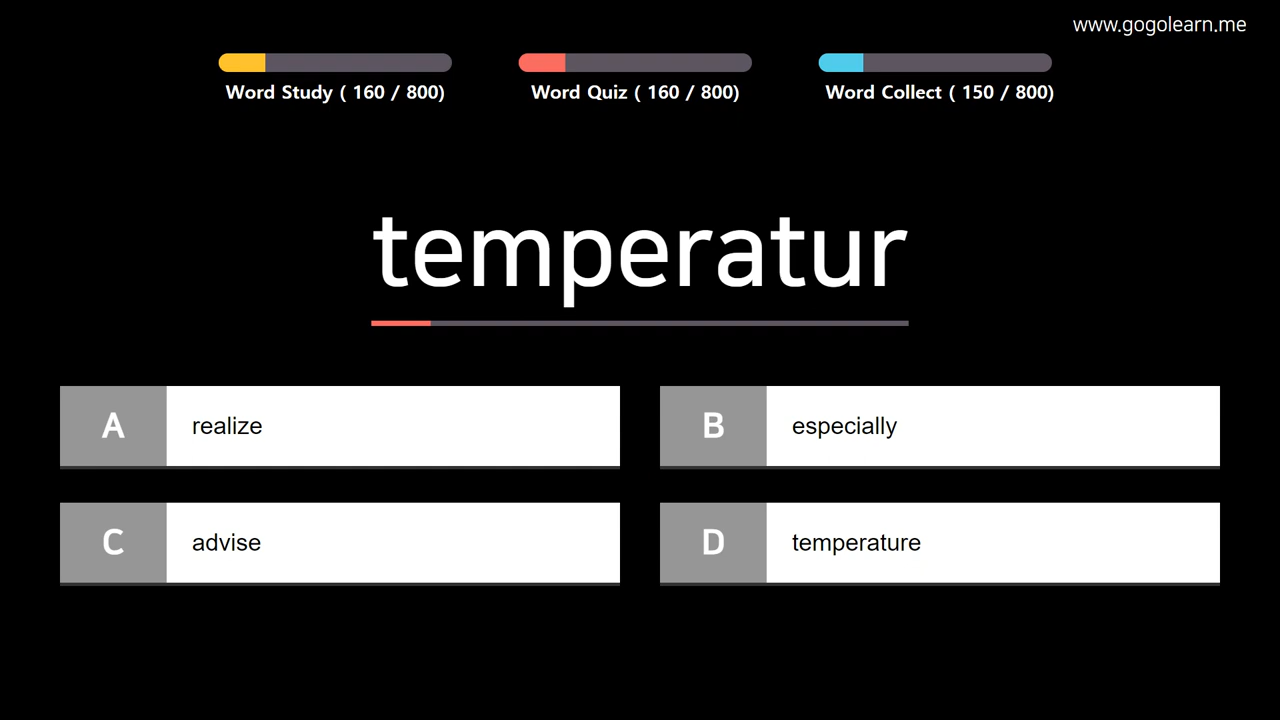 www.gogolearn.me
Word Study ( 160 / 800) Word Quiz ( 160 / 800) Word Collect ( 150 / 800)
temperatur
A realize
B especially
C advise
D temperature